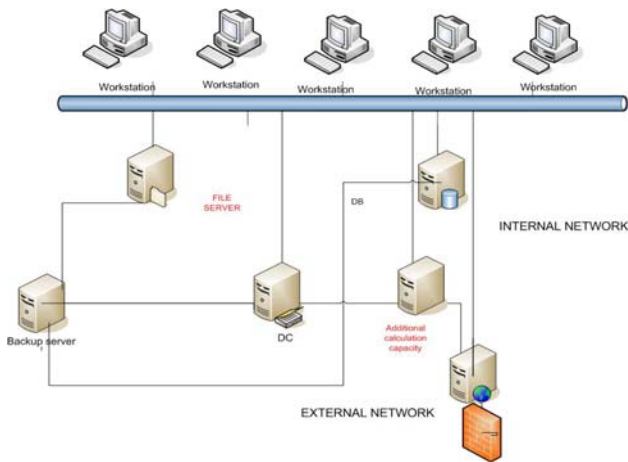 Workstation
Workstation
Workstation
Workstation
Workstation
FILE
SERVER
DB
INTERNAL NETWORK
Backup server
DC
Additional
calculation
capacity
EXTERNAL NETWORK